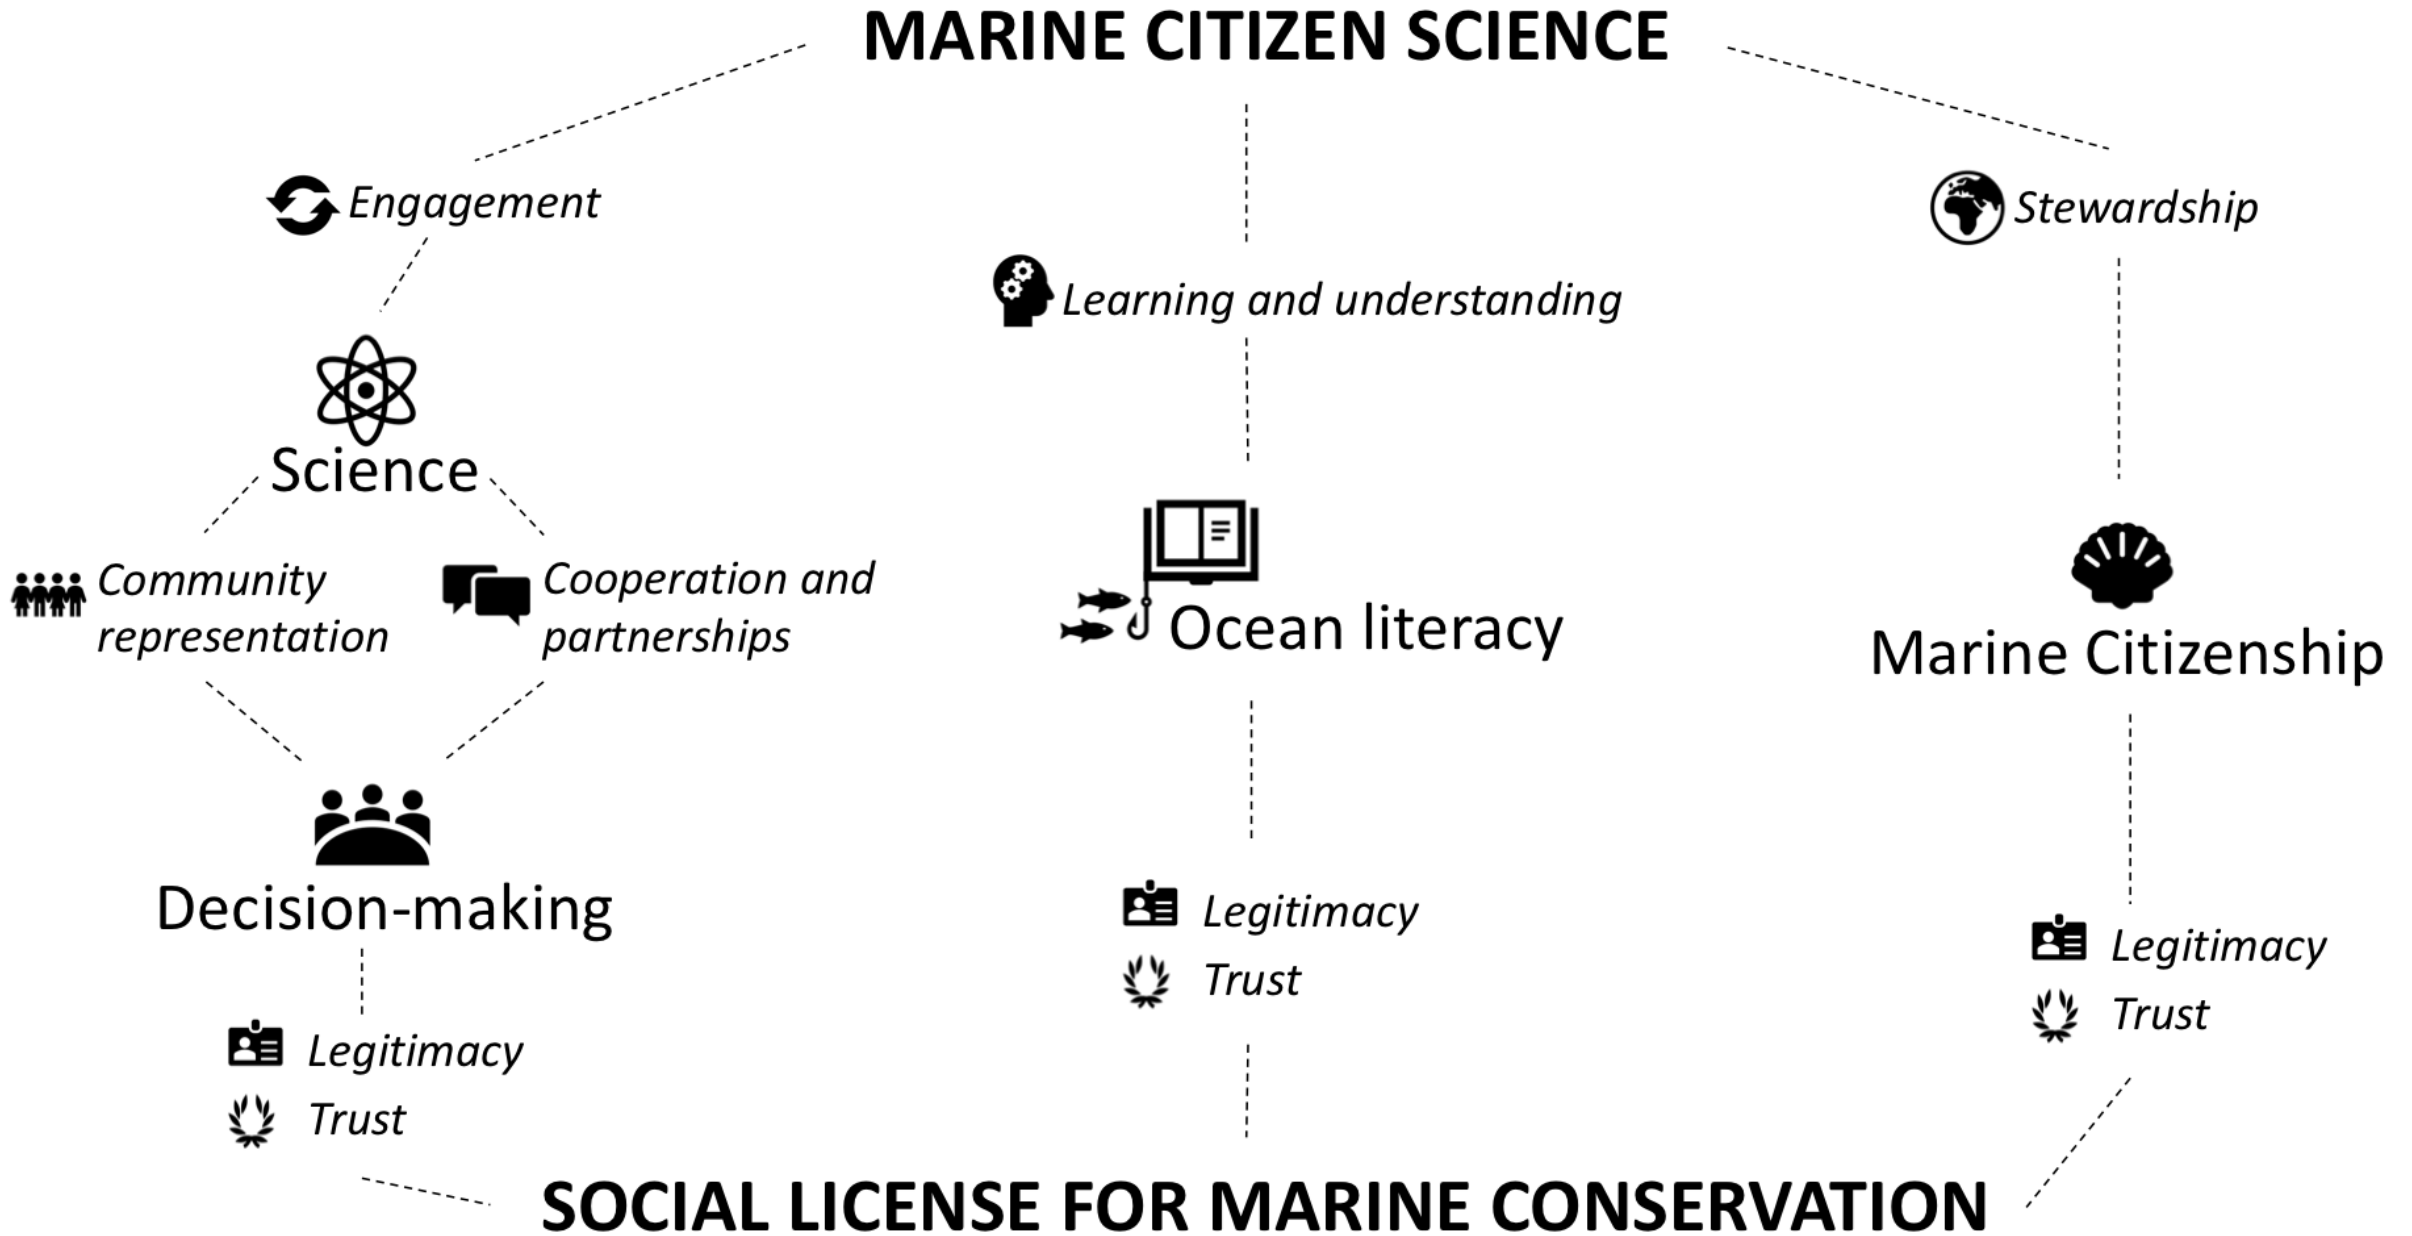 MARINE CITIZEN SCIENCE
Engagement
Stewardship
Learning and understanding
Science
Community
representation
Cooperation and
partnerships
Ocean literacy
Marine Citizenship
Decision-making
Legitimacy
Trust
Legitimacy
Trust
Legitimacy
Trust
SOCIAL LICENSE FOR MARINE CONSERVATION